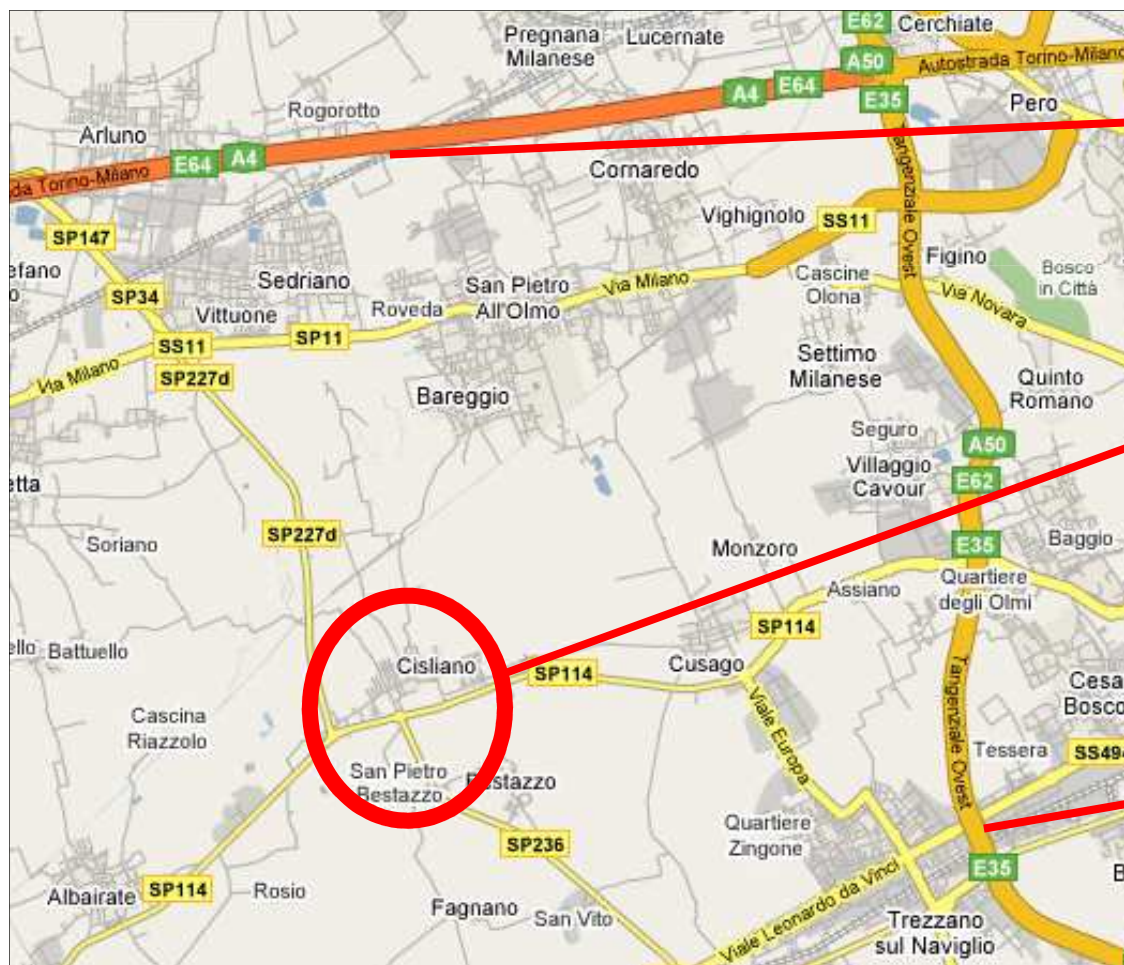 E62
Cerchiate
Pregnana
Milanese
Lucernate
A50
Autostrada Torino-Milano
A4
E64
E35
Pero
Rogorotto
Arluno
E64
A4
da Torino-Milano
Cornaredo
Tangenziale Ovest
Vighignolo
SS11
SP147
Figino
efano
o
Sedriano
San Pietro
All'Olmo
Via Milano
Cascine
Olona
Bosco
in Città
SP34
Vittuone
Roveda
Via Novara
SS11
SP11
Via Milano
SP227d
Settimo
Milanese
Quinto
Romano
Bareggio
Seguro
A50
Villaggio
Cavour
E62
etta
SP227d
Soriano
Monzoro
E35
Baggio
Assiano
Quartiere
degli Olmi
SP114
ello
Battuello
Cisliano
SP114
Cusago
Tangenziale Ovest
Cesa
Bosco
Viale Europa
Cascina
Riazzolo
Tessera
SS494
San Pietro
Bestazzo
Bestazzo
Quartiere
Zingone
SP236
E35
B
Albairate
SP114
Rosio
Viale Leonardo da Vinci
Fagnano
San Vito
Trezzano
sul Naviglio